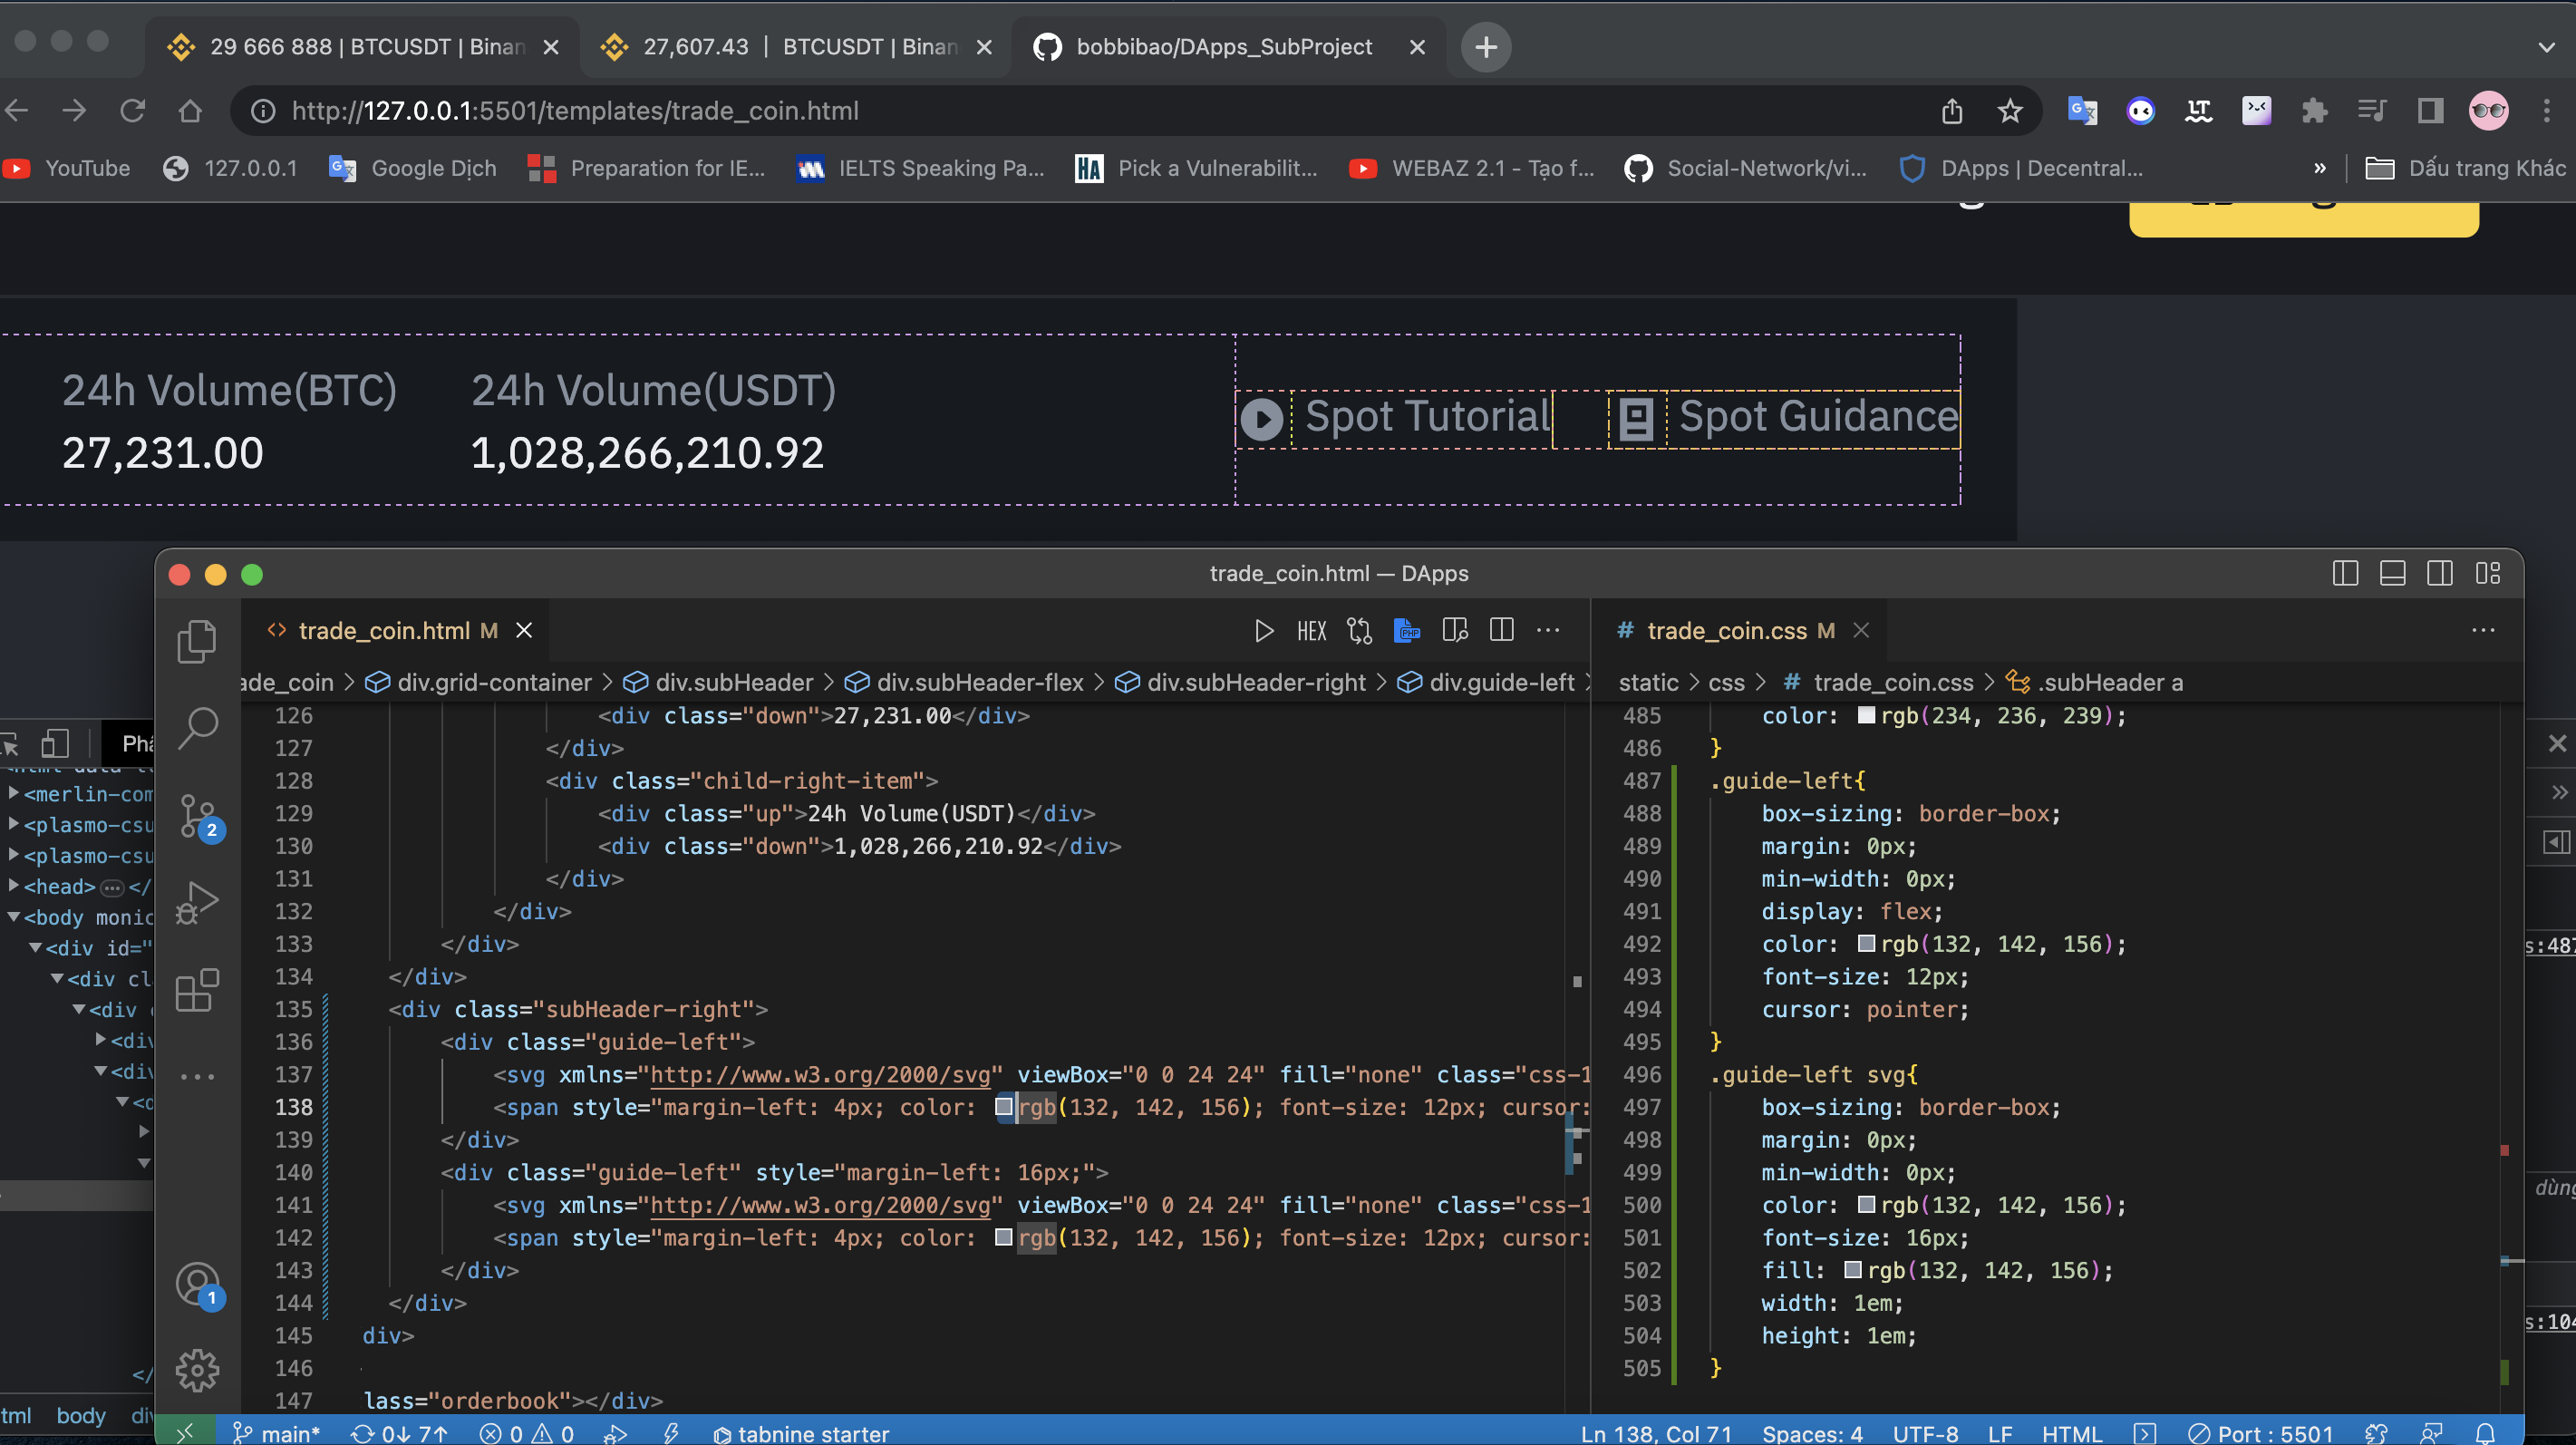 29 666 888 | BTCUSDT | Binan
27,607.43 | BTCUSDT | Binan
bobbibao/DApps_SubProject
http://127.0.0.1:5501/templates/trade_coin.html
YouTube
127.0.0.1
Google Dịch
Preparation for IE...
IELTS Speaking Pa...
HA
Pick a Vulnerabilit...
WEBAZ 2.1 - Tạo f...
Social-Network/vi...
DApps | Decentral...
»
Dấu trang Khác
24h Volume(BTC)
27,231.00
24h Volume(USDT)
1,028,266,210.92
Spot Tutorial
Spot Guidance
trade_coin.html — DApps
trade_coin.html M
HEX
trade_coin.css M
ade_coin > div.grid-container > div.subHeader > div.subHeader-flex > div.subHeader-right > div.guide-left >
126 <div class="down">27,231.00</div>
127 </div>
128 <div class="child-right-item">
129 <div class="up">24h Volume(USDT)</div>
130 <div class="down">1,028,266,210.92</div>
131 </div>
132 </div>
133 </div>
134 </div>
135 <div class="subHeader-right">
136 <div class="guide-left">
137 <svg xmlns="http://www.w3.org/2000/svg" viewBox="0 0 24 24" fill="none" class="css-1
138 <span style="margin-left: 4px; color: rgb(132, 142, 156); font-size: 12px; cursor:
139 </div>
140 <div class="guide-left" style="margin-left: 16px;">
141 <svg xmlns="http://www.w3.org/2000/svg" viewBox="0 0 24 24" fill="none" class="css-1
142 <span style="margin-left: 4px; color: rgb(132, 142, 156); font-size: 12px; cursor:
143 </div>
144 </div>
145 div>
146
147 lass="orderbook"></div>
static > css > # trade_coin.css > .subHeader a
485 color: rgb(234, 236, 239);
486 }
487 .guide-left{
488 box-sizing: border-box;
489 margin: 0px;
490 min-width: 0px;
491 display: flex;
492 color: rgb(132, 142, 156);
493 font-size: 12px;
494 cursor: pointer;
495 }
496 .guide-left svg{
497 box-sizing: border-box;
498 margin: 0px;
499 min-width: 0px;
500 color: rgb(132, 142, 156);
501 font-size: 16px;
502 fill: rgb(132, 142, 156);
503 width: 1em;
504 height: 1em;
505 }
Phầ
<merlin-com
<plasmo-csu
<plasmo-csu
<head> ... </
<body monic
<div id="
<div cl
<div
<div
<div
</
tml body div
s:487
dùng
s:104
2
1
main* 0↓ 7↑ 0 0 tabnine starter
Ln 138, Col 71 Spaces: 4 UTF-8 LF HTML Port : 5501